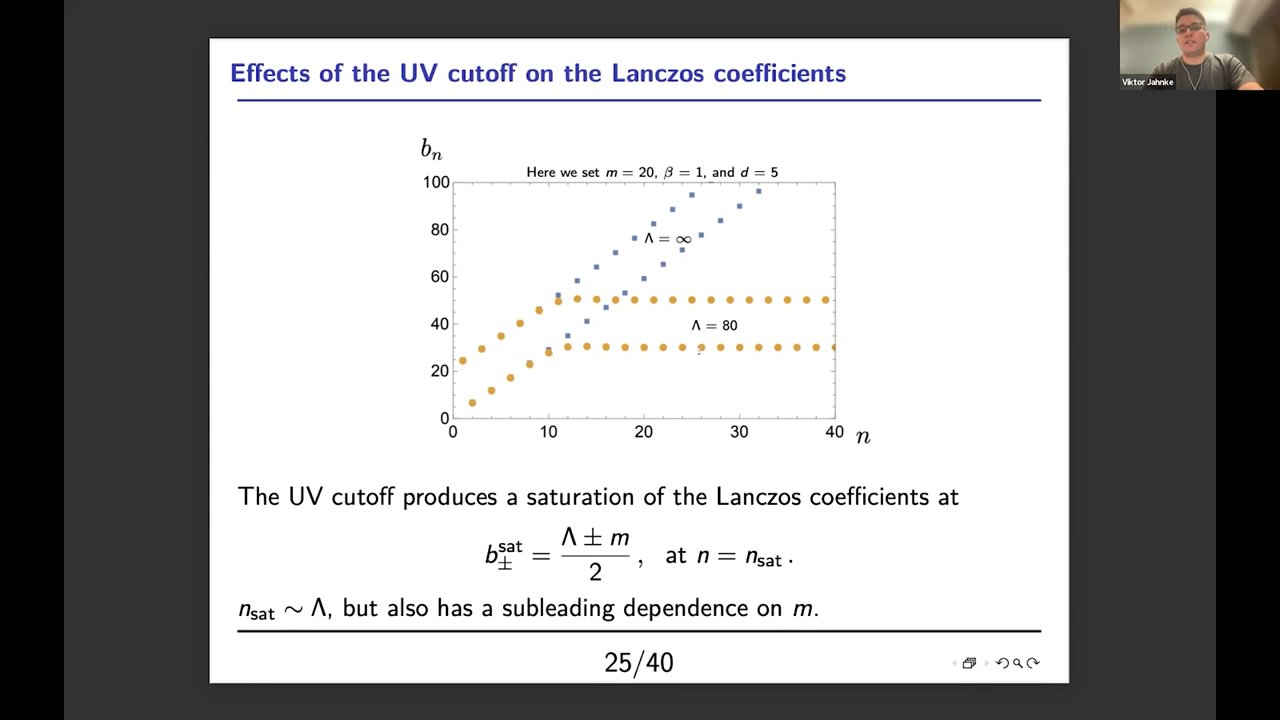 Effects of the UV cutoff on the Lanczos coefficients
Viktor Jahnke
bₙ
Here we set m = 20, β = 1, and d = 5
100
80
60
40
20
0
Λ = ∞
Λ = 80
0 10 20 30 40 n
The UV cutoff produces a saturation of the Lanczos coefficients at
b±^sat = (Λ ± m)/2 , at n = n_sat .
n_sat ∼ Λ, but also has a subleading dependence on m.
25/40